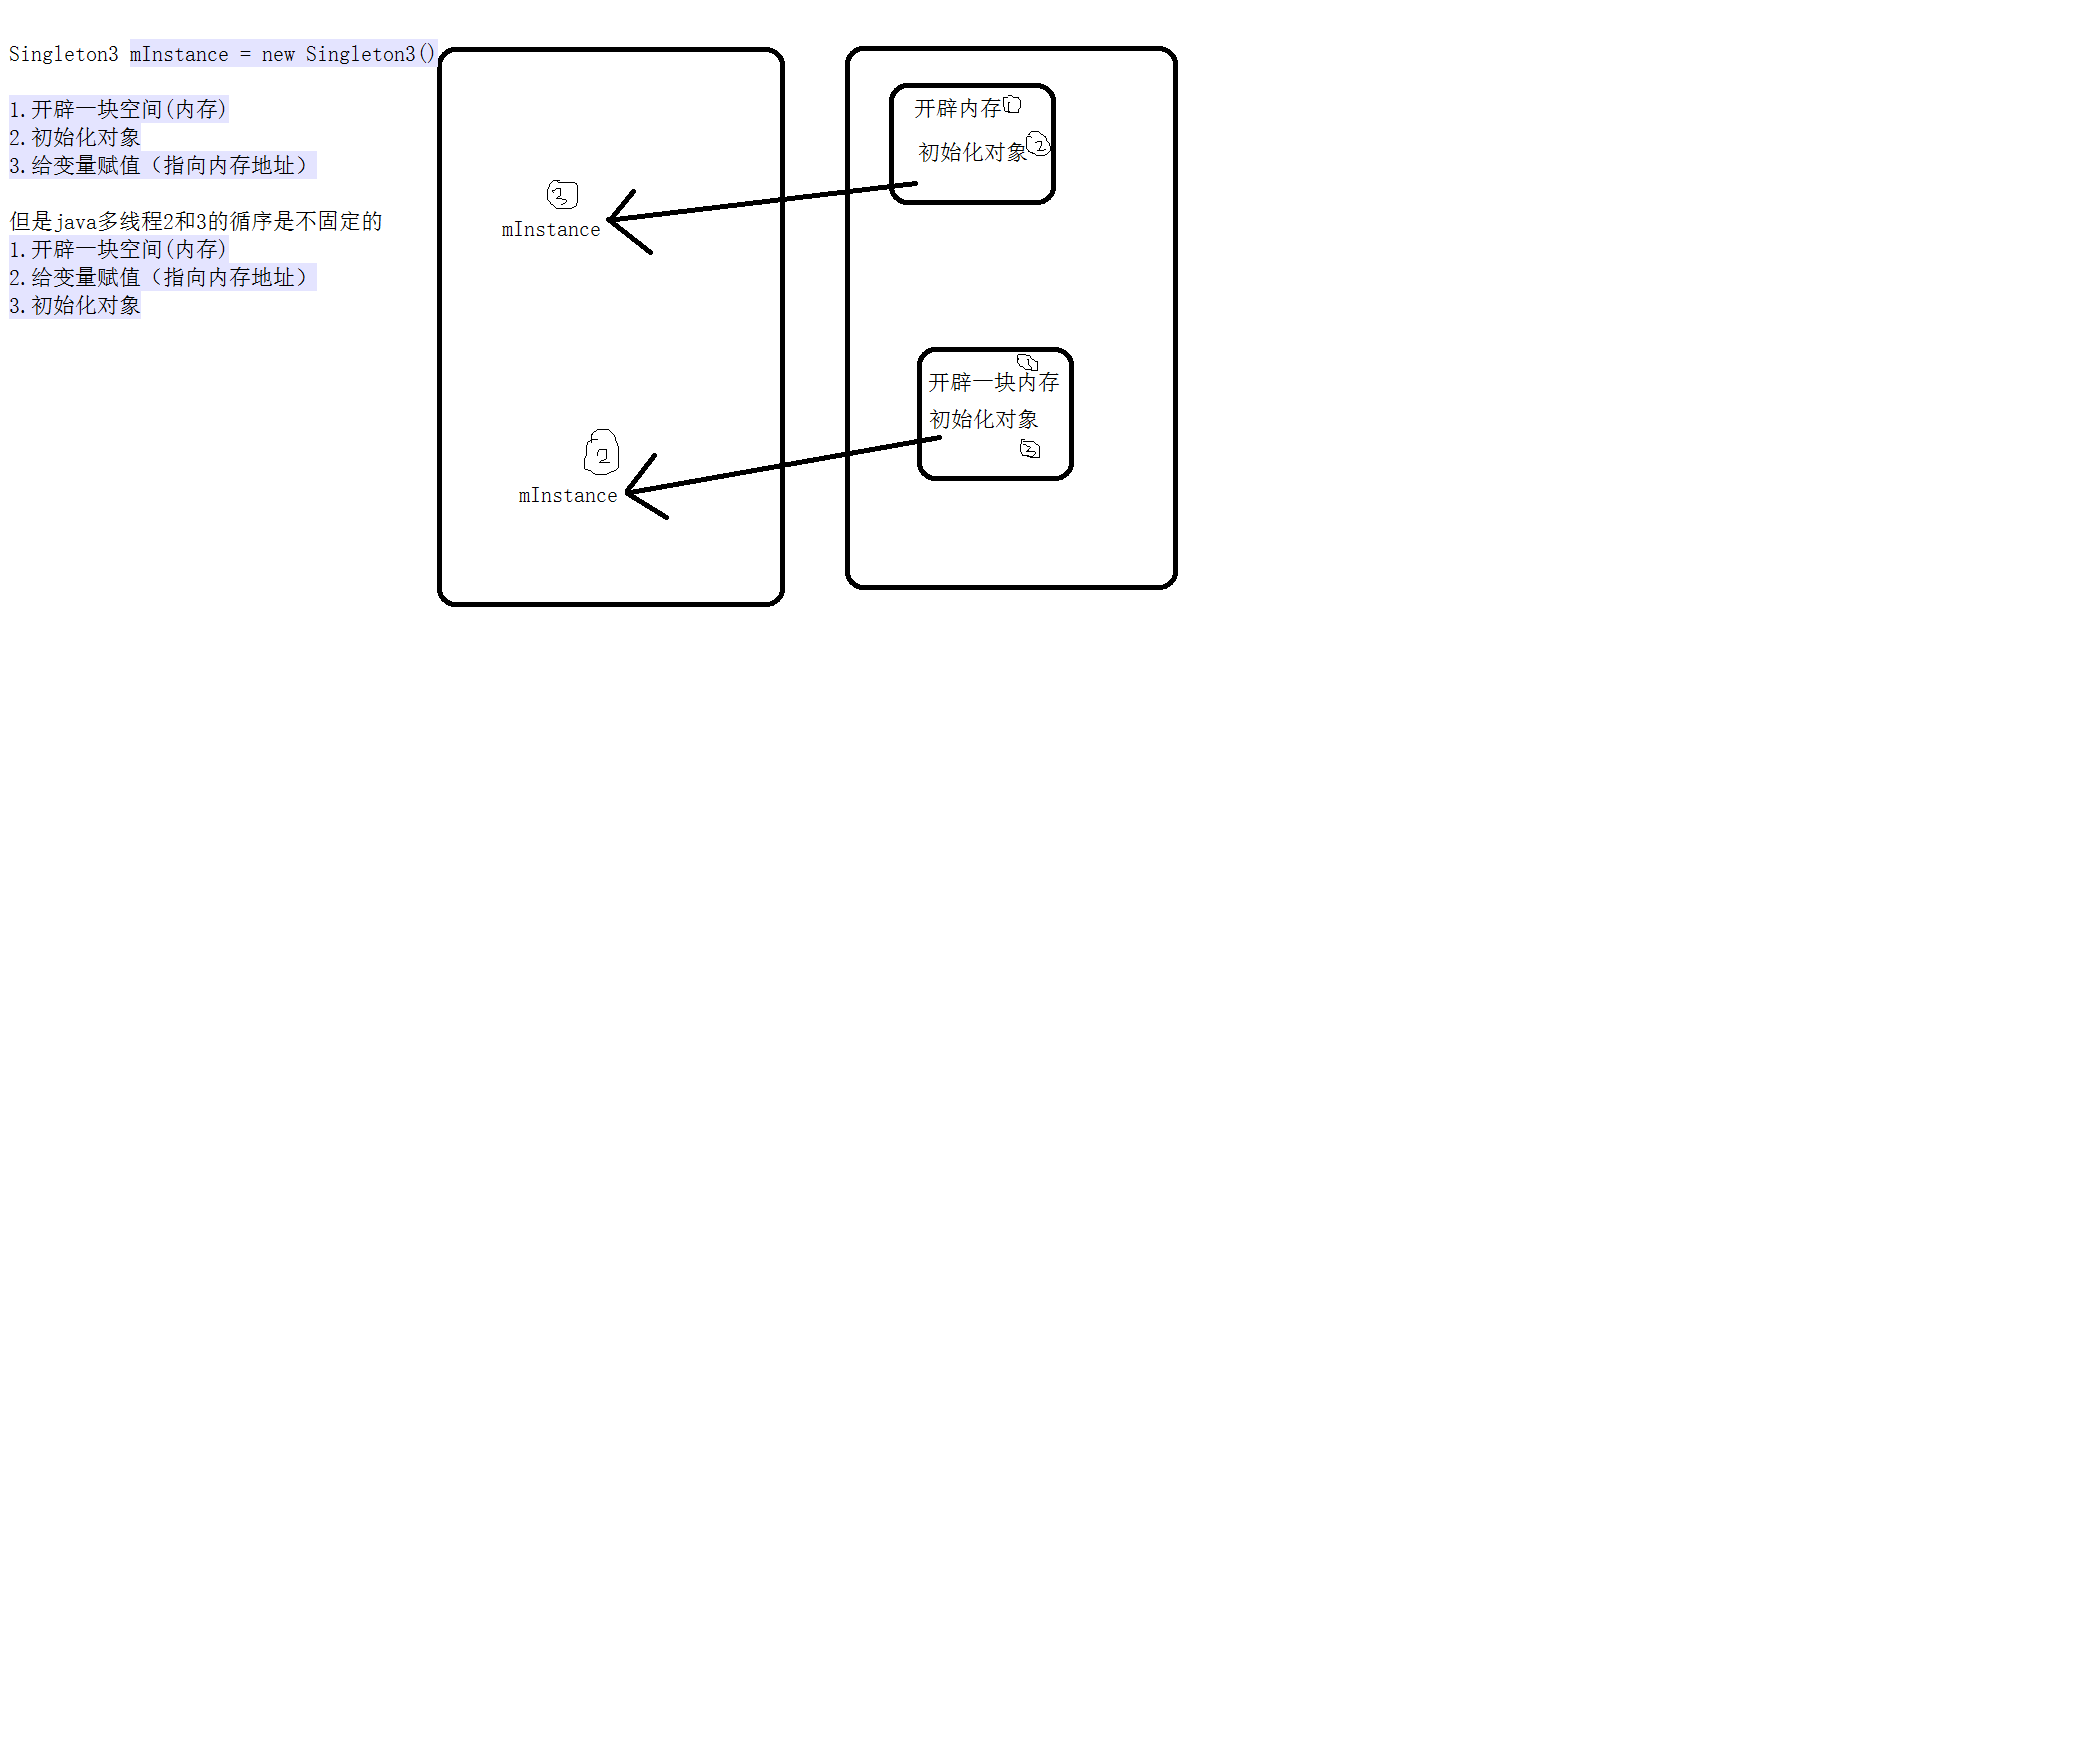 Singleton3 mInstance = new Singleton3()
1.开辟一块空间(内存)
2.初始化对象
3.给变量赋值（指向内存地址）
但是java多线程2和3的循序是不固定的
1.开辟一块空间(内存)
2.给变量赋值（指向内存地址）
3.初始化对象
3
mInstance
开辟内存 1
初始化对象 2
2
mInstance
1
开辟一块内存
初始化对象
3